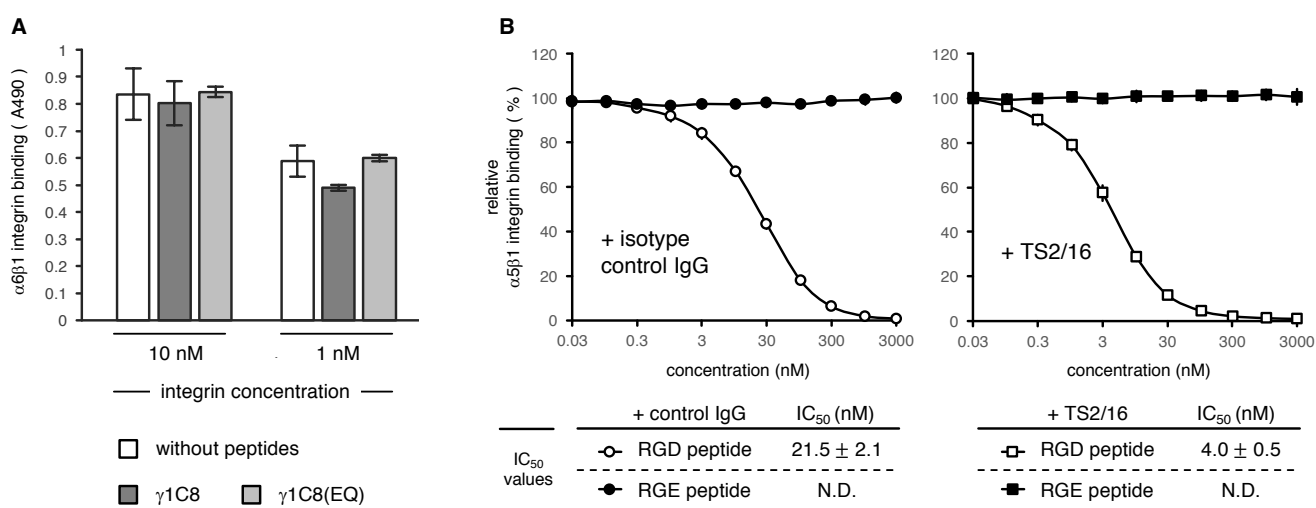 A
α6β1 integrin binding ( A490 )
1
0.9
0.8
0.7
0.6
0.5
0.4
0.3
0.2
0.1
0
10 nM
1 nM
integrin concentration
without peptides
γ1C8
γ1C8(EQ)
B
relative
α5β1 integrin binding ( % )
120
100
80
60
40
20
0
+ isotype
control IgG
0.03 0.3 3 30 300 3000
concentration (nM)
120
100
80
60
40
20
0
+ TS2/16
0.03 0.3 3 30 300 3000
concentration (nM)
+ control IgG IC50 (nM)
IC50
values
RGD peptide 21.5 ± 2.1
RGE peptide N.D.
+ TS2/16 IC50 (nM)
RGD peptide 4.0 ± 0.5
RGE peptide N.D.